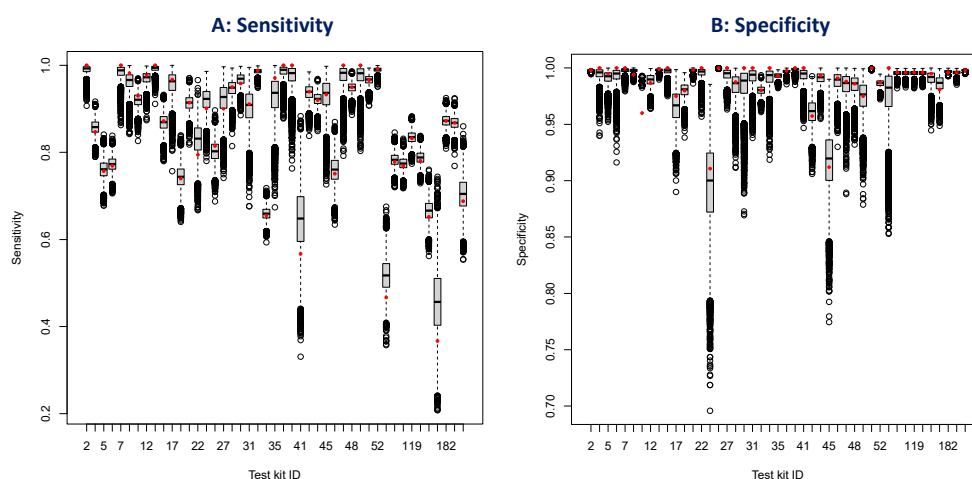 A: Sensitivity
B: Specificity
1.0
0.8
0.6
0.4
0.2
Sensitivity
2 5 7 12 17 22 27 31 35 41 45 48 52 119 182
Test kit ID
1.00
0.95
0.90
0.85
0.80
0.75
0.70
Specificity
2 5 7 12 17 22 27 31 35 41 45 48 52 119 182
Test kit ID